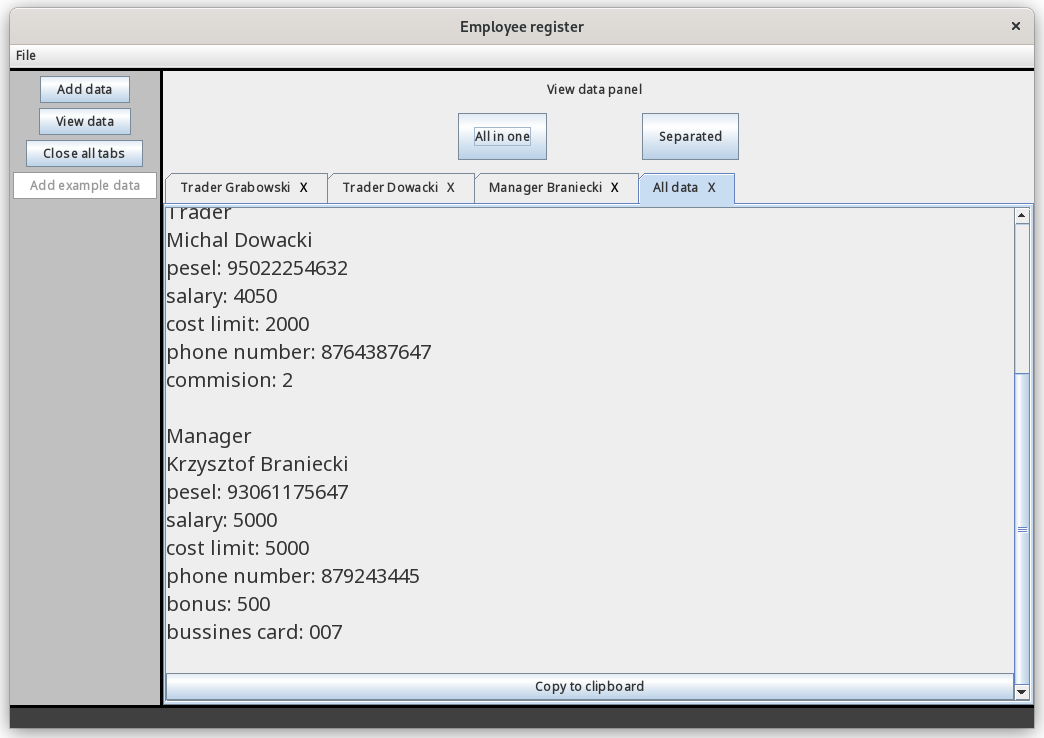 Employee register ×
File
Add data
View data
Close all tabs
Add example data
View data panel
All in one Separated
Trader Grabowski X Trader Dowacki X Manager Braniecki X All data X
Trader
Michal Dowacki
pesel: 95022254632
salary: 4050
cost limit: 2000
phone number: 8764387647
commision: 2
Manager
Krzysztof Braniecki
pesel: 93061175647
salary: 5000
cost limit: 5000
phone number: 879243445
bonus: 500
bussines card: 007
Copy to clipboard